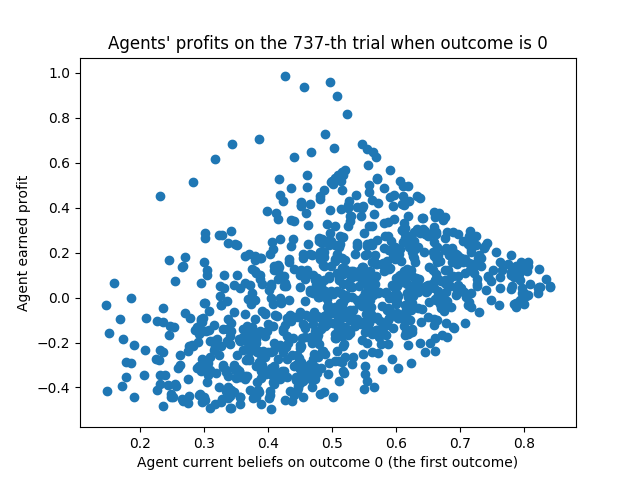 Agents' profits on the 737-th trial when outcome is 0
1.0
0.8
0.6
0.4
0.2
0.0
−0.2
−0.4
Agent earned profit
0.2 0.3 0.4 0.5 0.6 0.7 0.8
Agent current beliefs on outcome 0 (the first outcome)